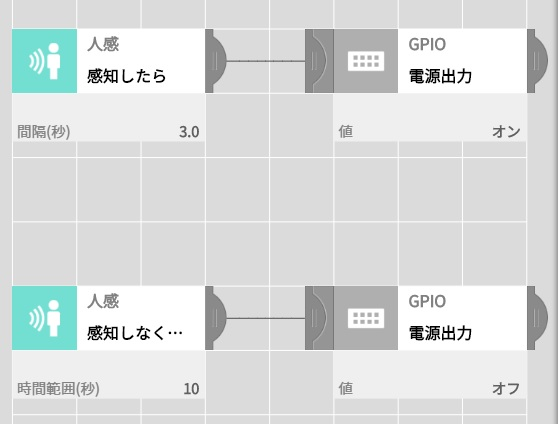 人感
GPIO
感知したら
電源出力
間隔(秒) 3.0
値 オン
人感
GPIO
感知しなく…
電源出力
時間範囲(秒) 10
値 オフ